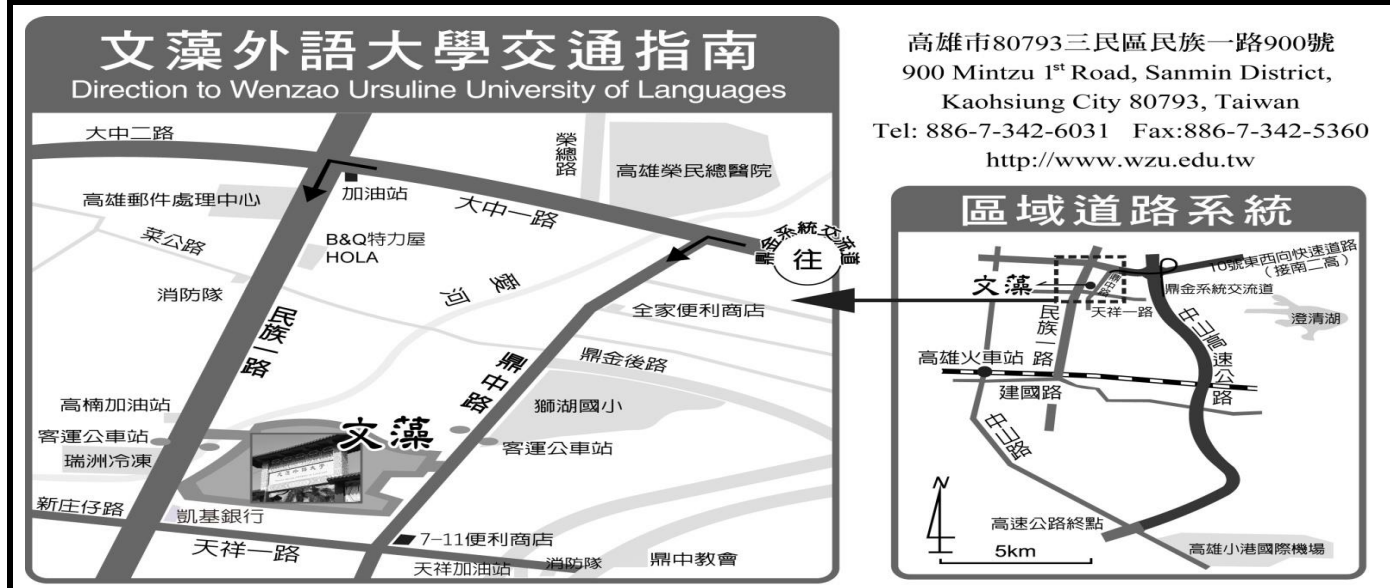 文藻外語大學交通指南
Direction to Wenzao Ursuline University of Languages
大中二路
榮總路
高雄榮民總醫院
加油站
高雄郵件處理中心
大中一路
菜公路
B&Q特力屋
HOLA
鼎金系統交流道
往
愛河
消防隊
全家便利商店
民族一路
鼎金後路
鼎中路
高楠加油站
獅湖國小
文藻
客運公車站
客運公車站
瑞洲冷凍
新庄仔路
凱基銀行
天祥一路
7-11便利商店
天祥加油站
消防隊
鼎中教會
高雄市80793三民區民族一路900號
900 Mintzu 1st Road, Sanmin District,
Kaohsiung City 80793, Taiwan
Tel: 886-7-342-6031 Fax:886-7-342-5360
http://www.wzu.edu.tw
區域道路系統
10號東西向快速道路
(接南二高)
文藻
鼎中路
鼎金系統交流道
天祥一路
澄清湖
民族一路
中山高速公路
高雄火車站
建國路
中山路
N
高速公路終點
5km
高雄小港國際機場